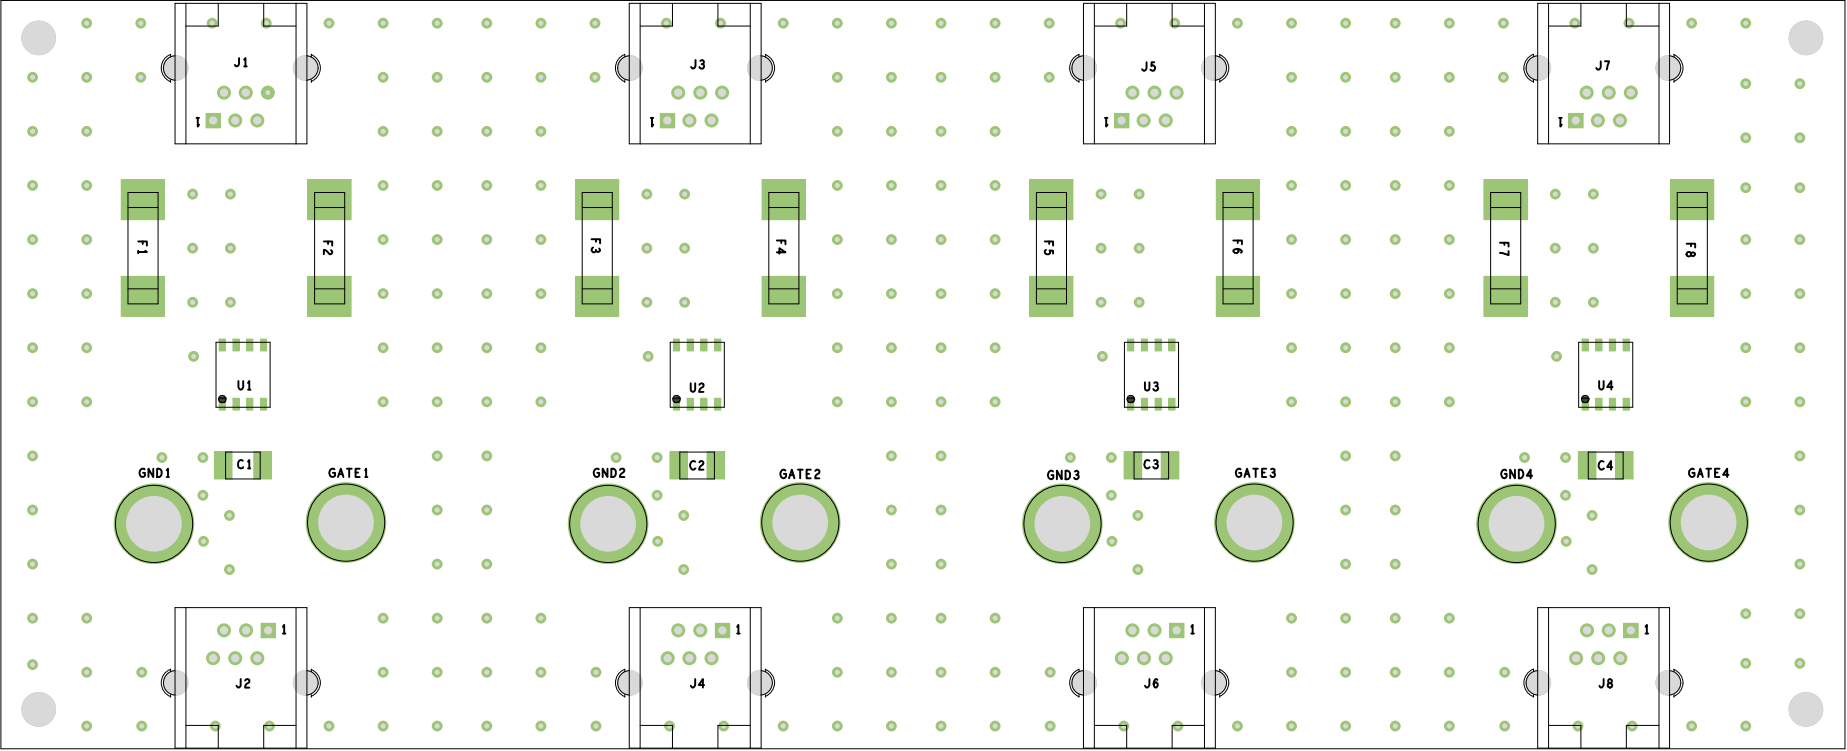 J1
J3
J5
J7
1
1
1
1
F1
F2
F3
F4
F5
F6
F7
F8
U1
U2
U3
U4
C1
C2
C3
C4
GND1
GATE1
GND2
GATE2
GND3
GATE3
GND4
GATE4
1
1
1
1
J2
J4
J6
J8